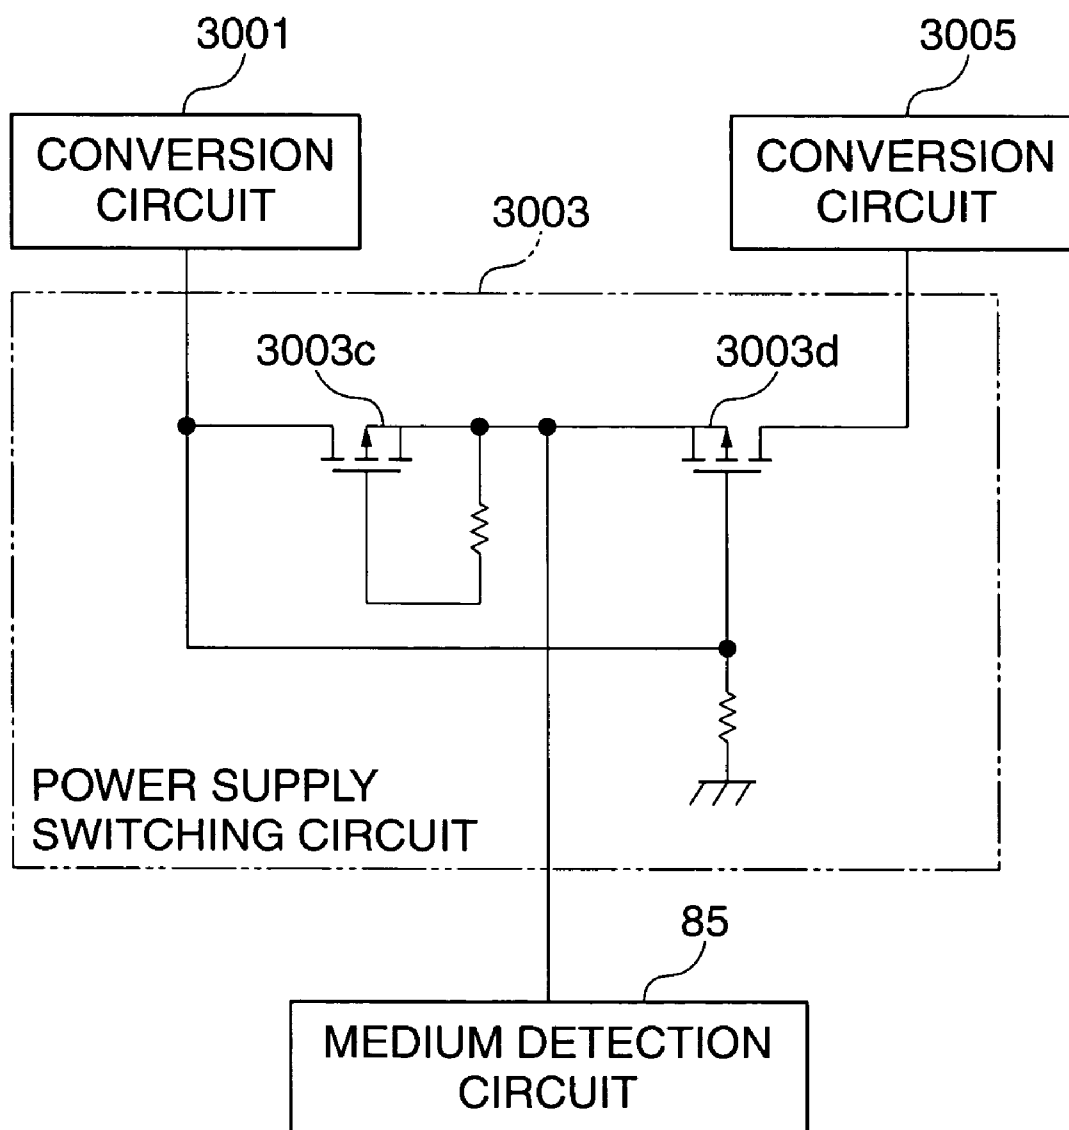 3001
3005
CONVERSION
CIRCUIT
CONVERSION
CIRCUIT
3003
3003c
3003d
POWER SUPPLY
SWITCHING CIRCUIT
85
MEDIUM DETECTION
CIRCUIT